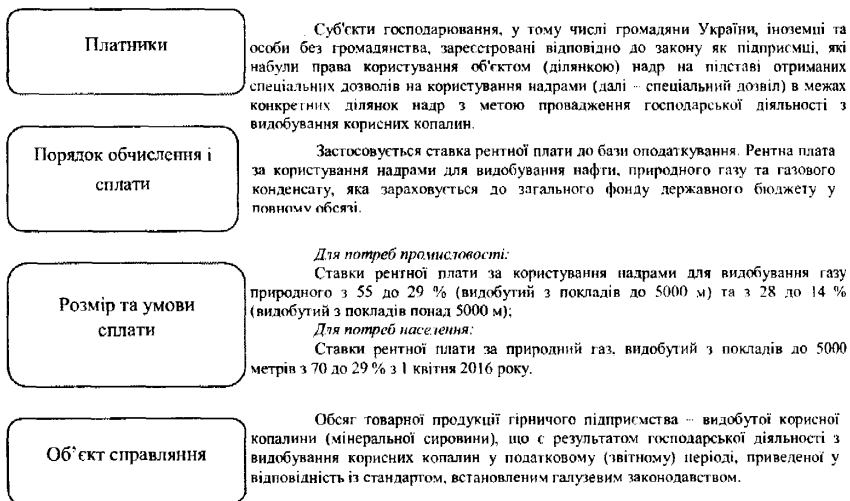 Платники
Суб'єкти господарювання, у тому числі громадяни України, іноземці та
особи без громадянства, зареєстровані відповідно до закону як підприємці, які
набули права користування об'єктом (ділянкою) надр на підставі отриманих
спеціальних дозволів на користування надрами (далі – спеціальний дозвіл) в межах
конкретних ділянок надр з метою провадження господарської діяльності з
видобування корисних копалин.
Порядок обчислення і
сплати
Застосовується ставка рентної плати до бази оподаткування. Рентна плата
за користування надрами для видобування нафти, природного газу та газового
конденсату, яка зараховується до загального фонду державного бюджету у
повному обсязі.
Розмір та умови
сплати
Для потреб промисловості:
Ставки рентної плати за користування надрами для видобування газу
природного з 55 до 29 % (видобутий з покладів до 5000 м) та з 28 до 14 %
(видобутий з покладів понад 5000 м);
Для потреб населення:
Ставки рентної плати за природний газ, видобутий з покладів до 5000
метрів з 70 до 29 % з 1 квітня 2016 року.
Об'єкт справляння
Обсяг товарної продукції гірничого підприємства – видобутої корисної
копалини (мінеральної сировини), що є результатом господарської діяльності з
видобування корисних копалин у податковому (звітному) періоді, приведеної у
відповідність із стандартом, встановленим галузевим законодавством.